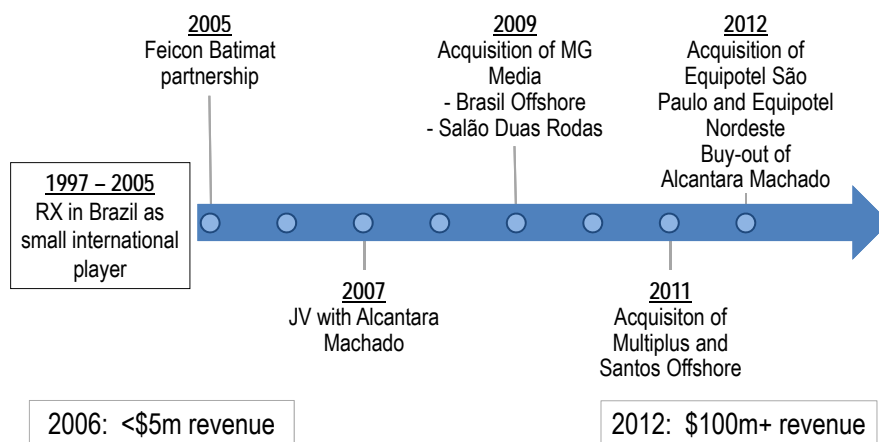 2005
Feicon Batimat
partnership
2009
Acquisition of MG
Media
- Brasil Offshore
- Salão Duas Rodas
2012
Acquisition of
Equipotel São
Paulo and Equipotel
Nordeste
Buy-out of
Alcantara Machado
1997 – 2005
RX in Brazil as
small international
player
2007
JV with Alcantara
Machado
2011
Acquisiton of
Multiplus and
Santos Offshore
2006: <$5m revenue
2012: $100m+ revenue